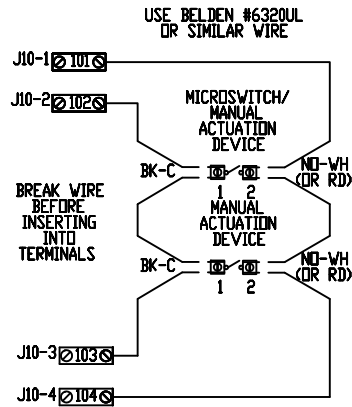 USE BELDEN #6320UL
OR SIMILAR WIRE
J10-1 101
J10-2 102
MICROSWITCH/
MANUAL
ACTUATION
DEVICE
BK-C
NO-WH
(OR RD)
1 2
BREAK WIRE
BEFORE
INSERTING
INTO
TERMINALS
MANUAL
ACTUATION
DEVICE
BK-C
NO-WH
(OR RD)
1 2
J10-3 103
J10-4 104